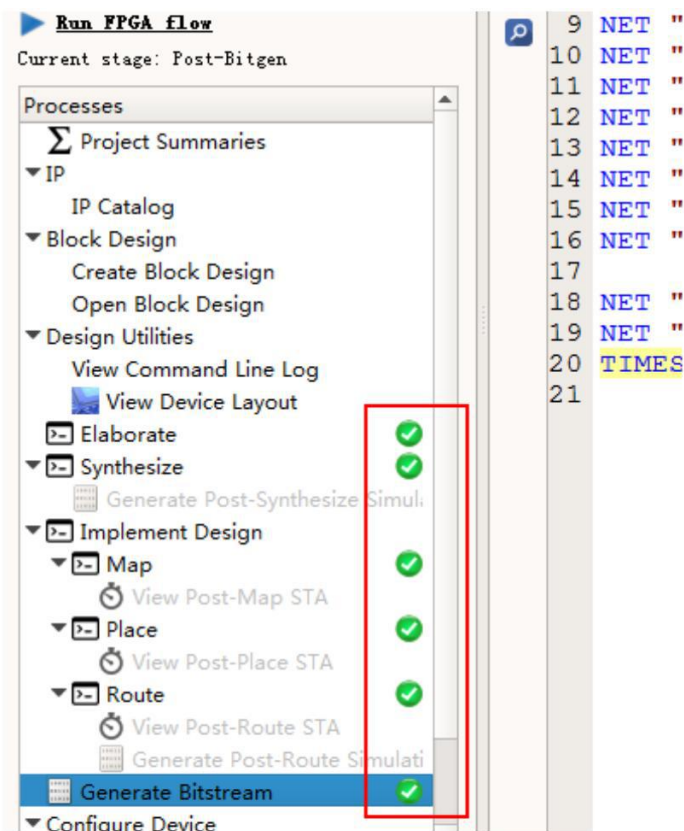 Run FPGA flow
Current stage: Post-Bitgen
Processes
Project Summaries
IP
IP Catalog
Block Design
Create Block Design
Open Block Design
Design Utilities
View Command Line Log
View Device Layout
Elaborate
Synthesize
Generate Post-Synthesize Simul
Implement Design
Map
View Post-Map STA
Place
View Post-Place STA
Route
View Post-Route STA
Generate Post-Route Simulati
Generate Bitstream
Configure Device
9 NET "
10 NET "
11 NET "
12 NET "
13 NET "
14 NET "
15 NET "
16 NET "
17
18 NET "
19 NET "
20 TIMES
21